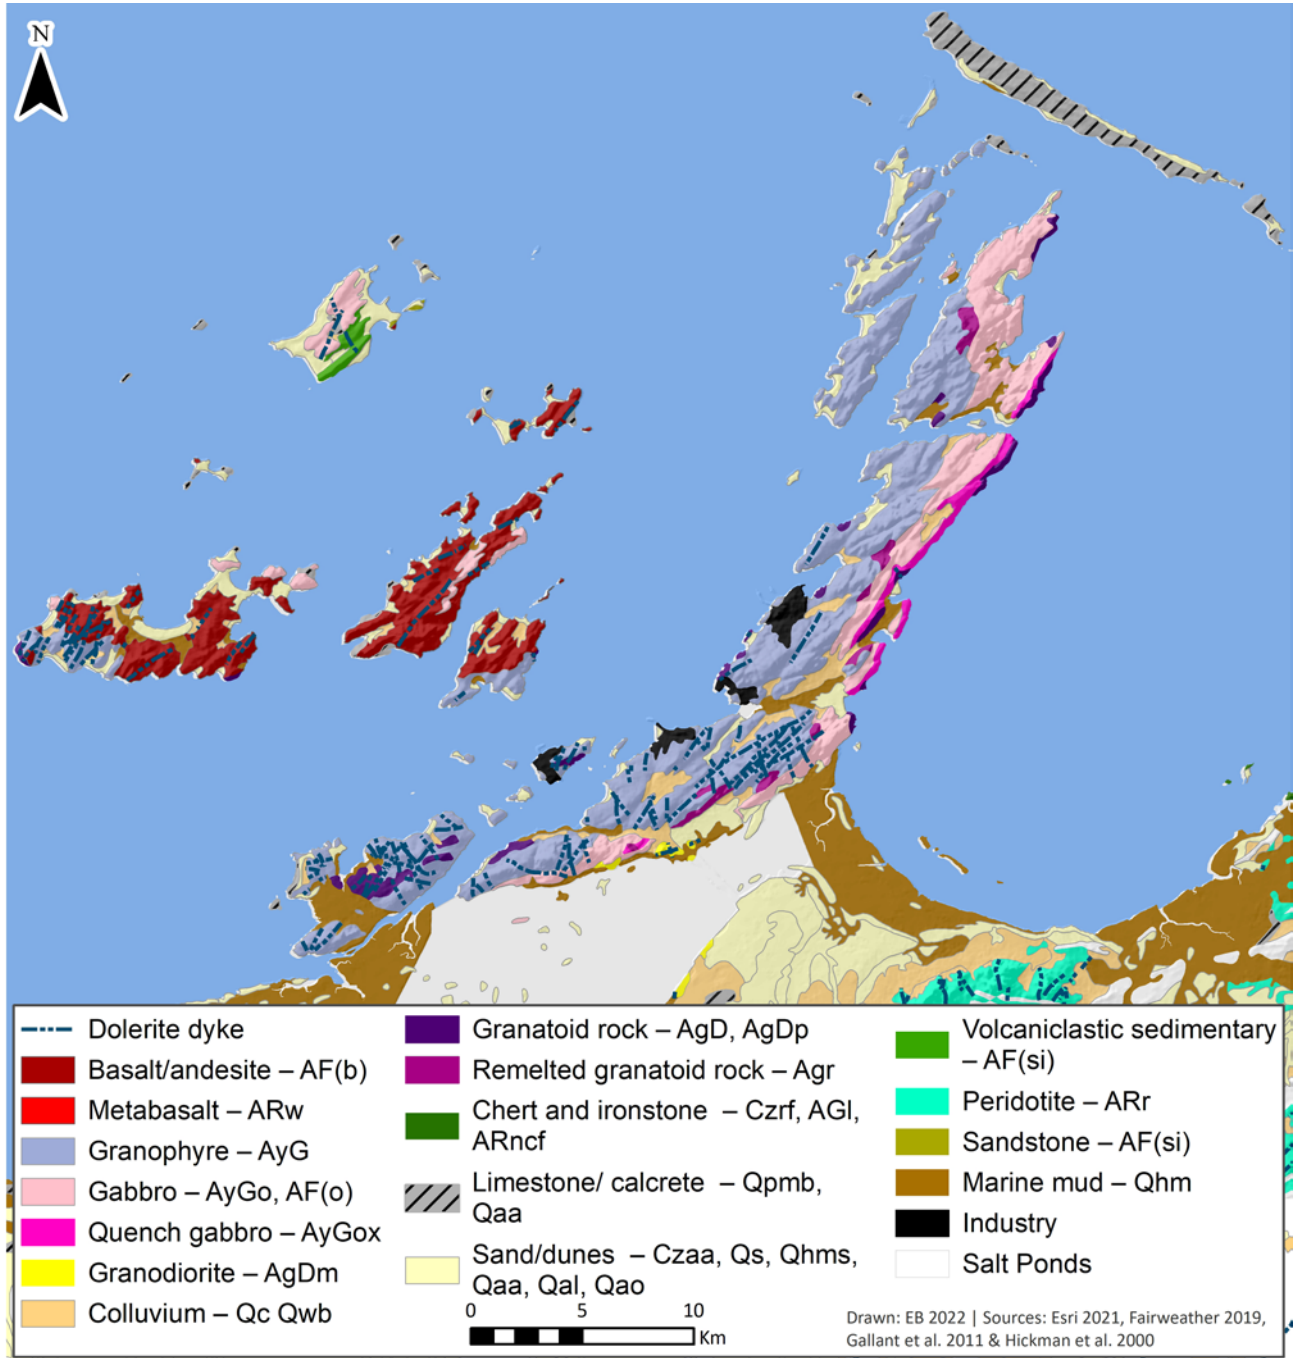 N
Dolerite dyke
Basalt/andesite – AF(b)
Metabasalt – ARw
Granophyre – AyG
Gabbro – AyGo, AF(o)
Quench gabbro – AyGox
Granodiorite – AgDm
Colluvium – Qc Qwb
Granatoid rock – AgD, AgDp
Remelted granatoid rock – Agr
Chert and ironstone – Czrf, AGl,
ARncf
Limestone/ calcrete – Qpmb,
Qaa
Sand/dunes – Czaa, Qs, Qhms,
Qaa, Qal, Qao
0 5 10
Km
Volcaniclastic sedimentary
– AF(si)
Peridotite – ARr
Sandstone – AF(si)
Marine mud – Qhm
Industry
Salt Ponds
Drawn: EB 2022 | Sources: Esri 2021, Fairweather 2019,
Gallant et al. 2011 & Hickman et al. 2000